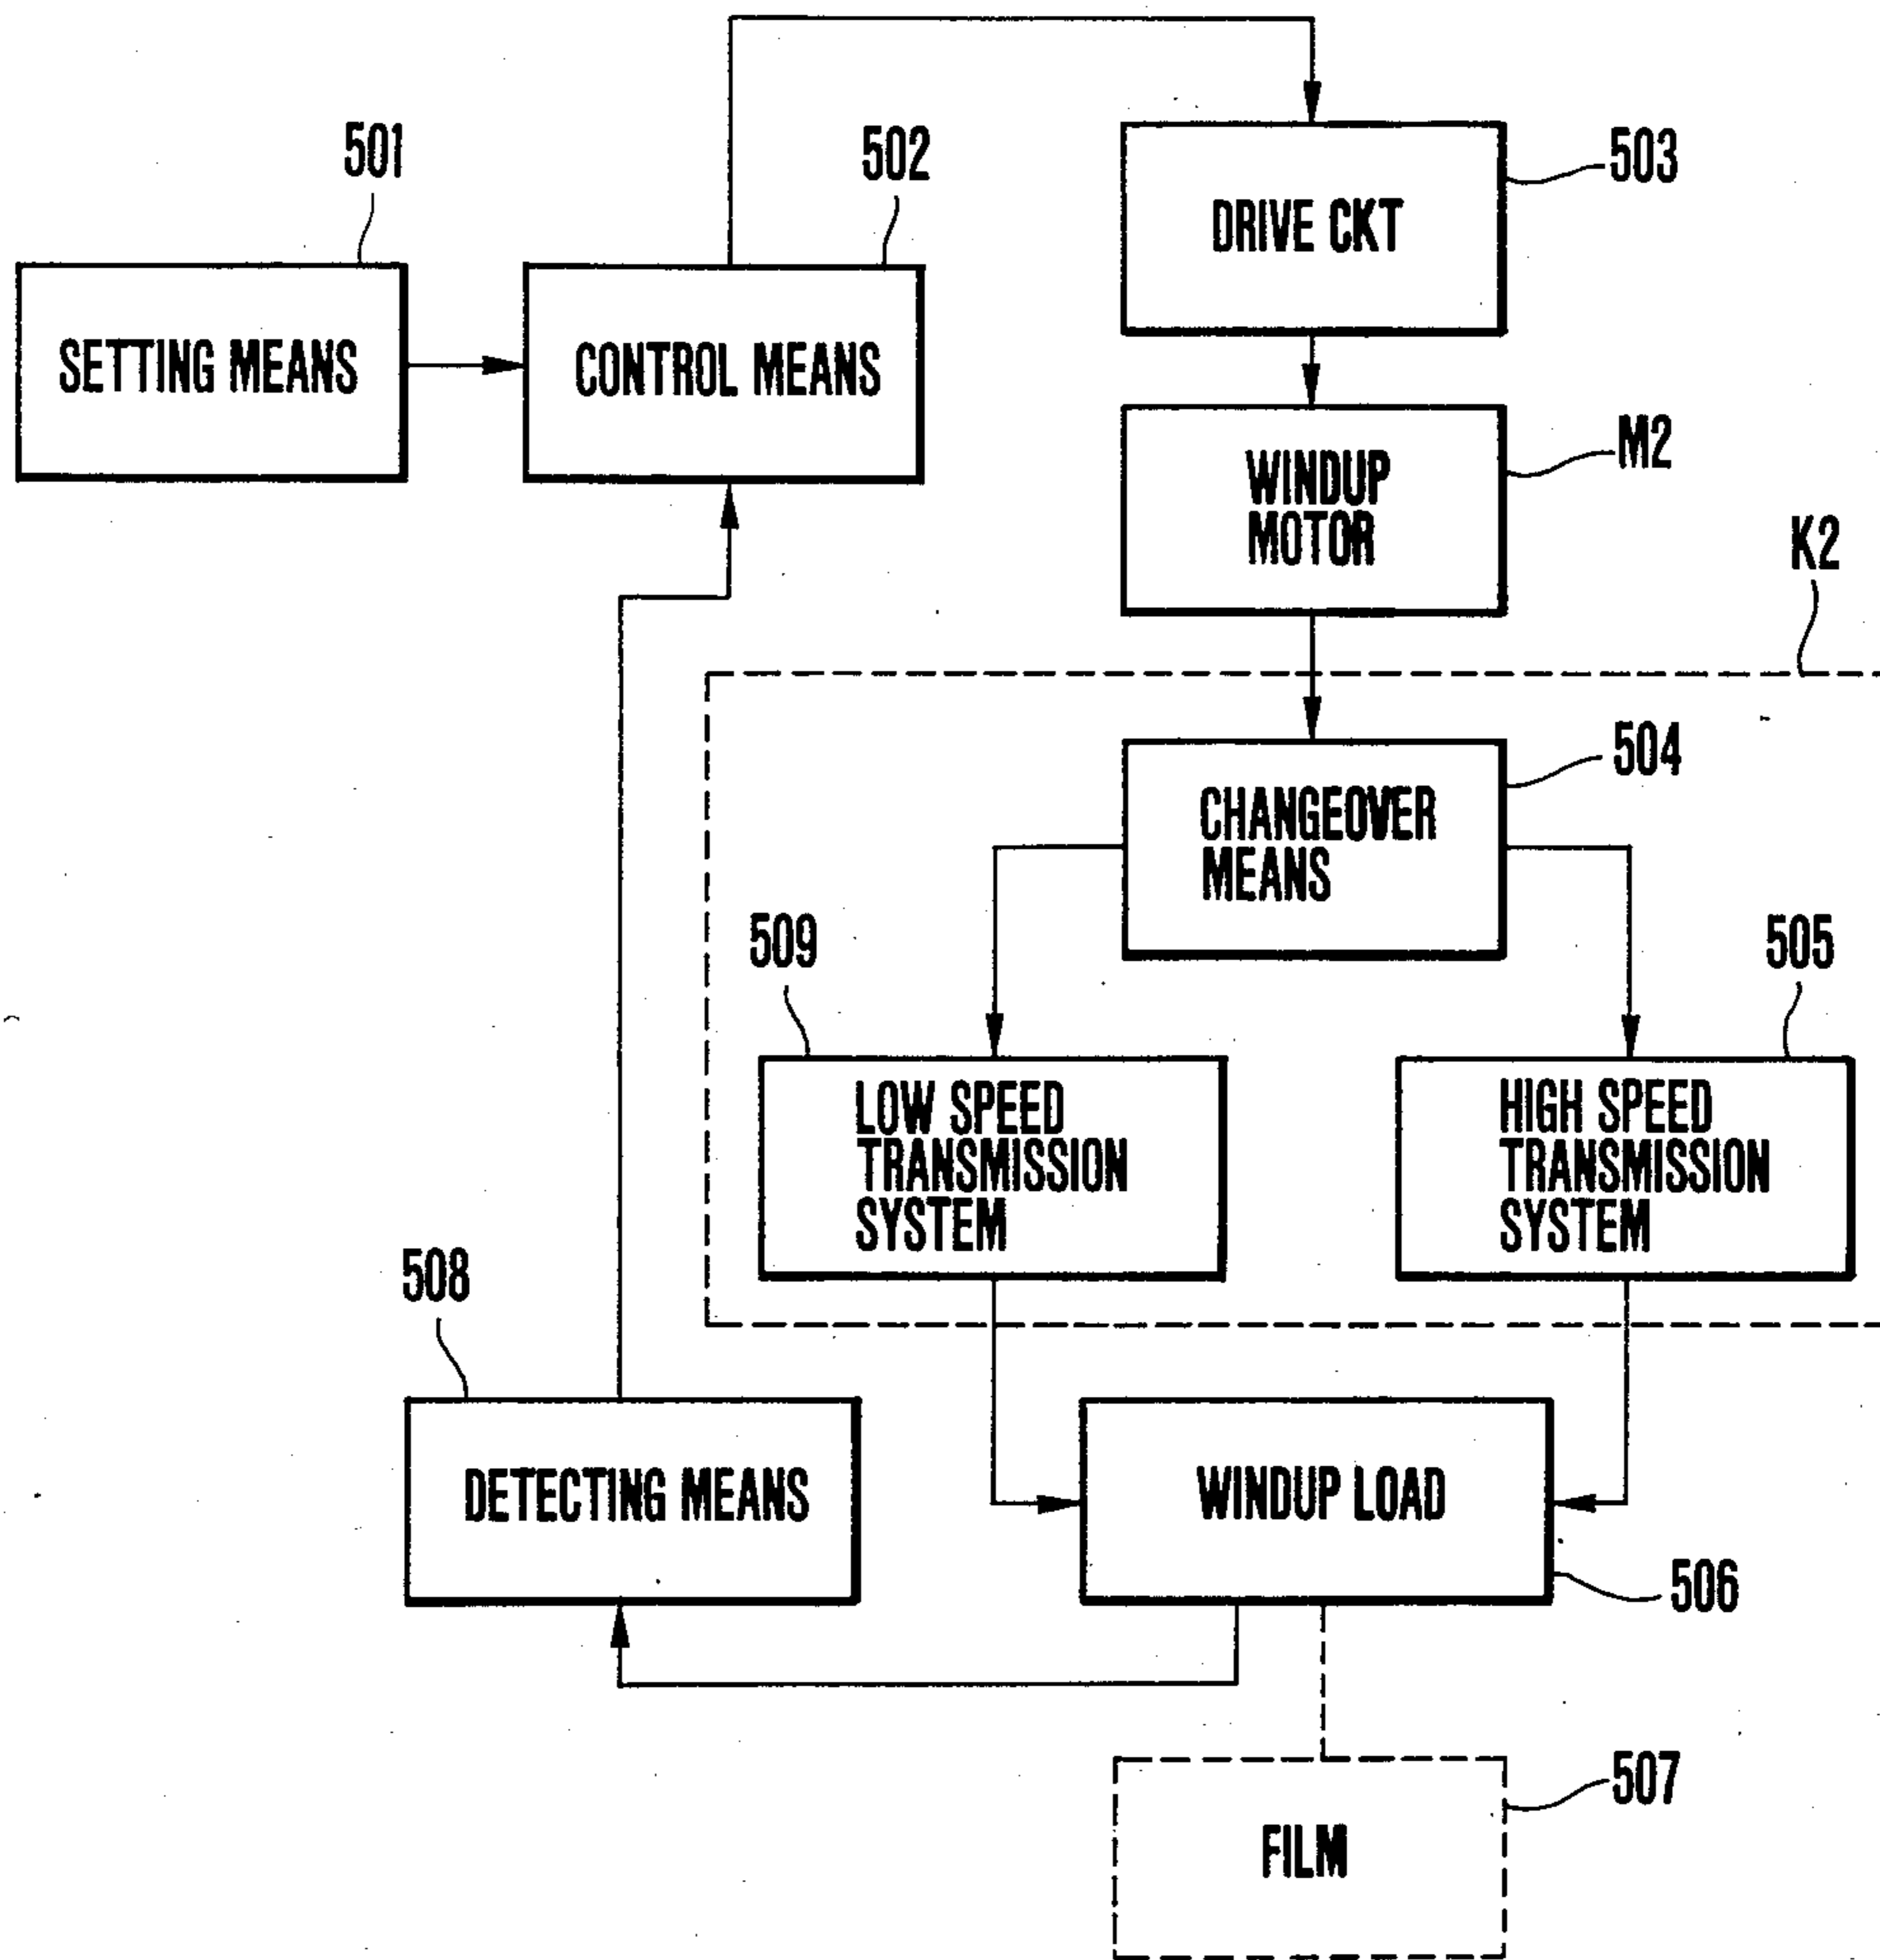 501
502
503
DRIVE CKT
SETTING MEANS
CONTROL MEANS
M2
WINDUP
MOTOR
K2
504
CHANGEOVER
MEANS
509
505
LOW SPEED
TRANSMISSION
SYSTEM
HIGH SPEED
TRANSMISSION
SYSTEM
508
DETECTING MEANS
WINDUP LOAD
506
507
FILM